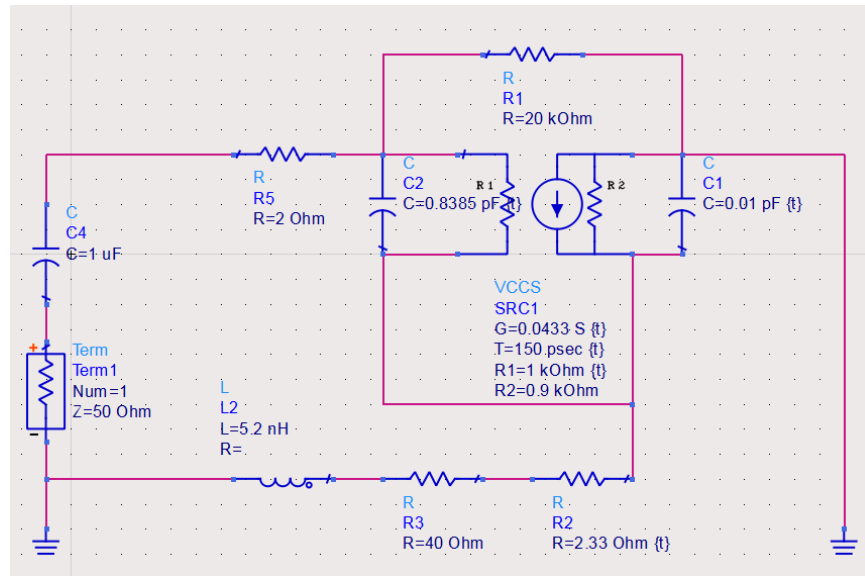 R
R1
R=20 kOhm
R
R5
R=2 Ohm
C
C2
C=0.8385 pF {t}
R1
R2
C
C1
C=0.01 pF {t}
C
C4
C=1 uF
VCCS
SRC1
G=0.0433 S {t}
T=150 psec {t}
R1=1 kOhm {t}
R2=0.9 kOhm
+
Term
Term1
Num=1
Z=50 Ohm
-
L
L2
L=5.2 nH
R=
R
R3
R=40 Ohm
R
R2
R=2.33 Ohm {t}